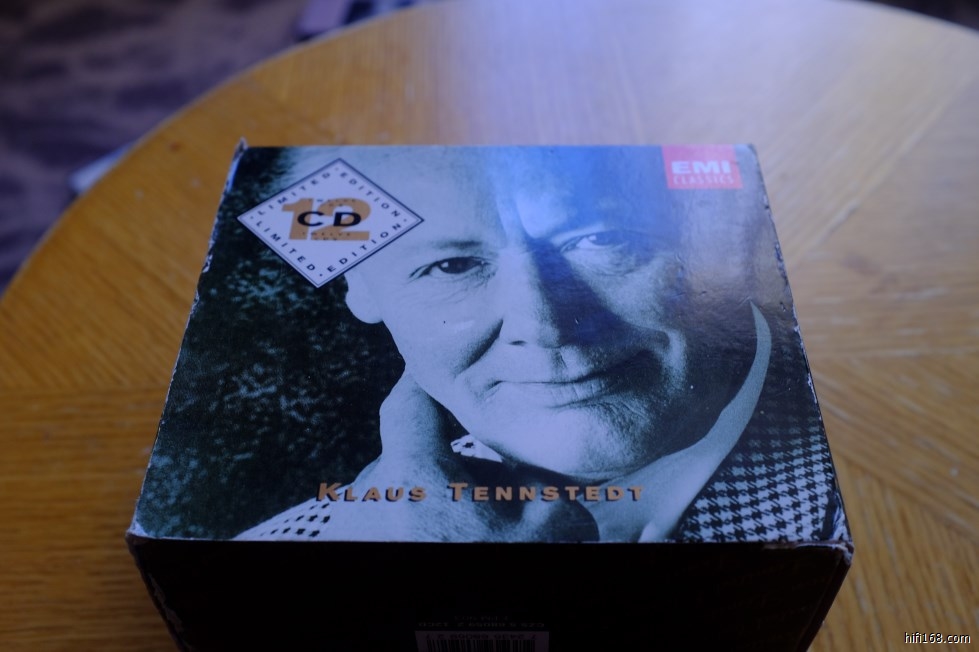 EMI
CLASSICS
LIMITED·EDITION
12
CD
LIMITED·EDITION
KLAUS TENNSTEDT
hifi168.com